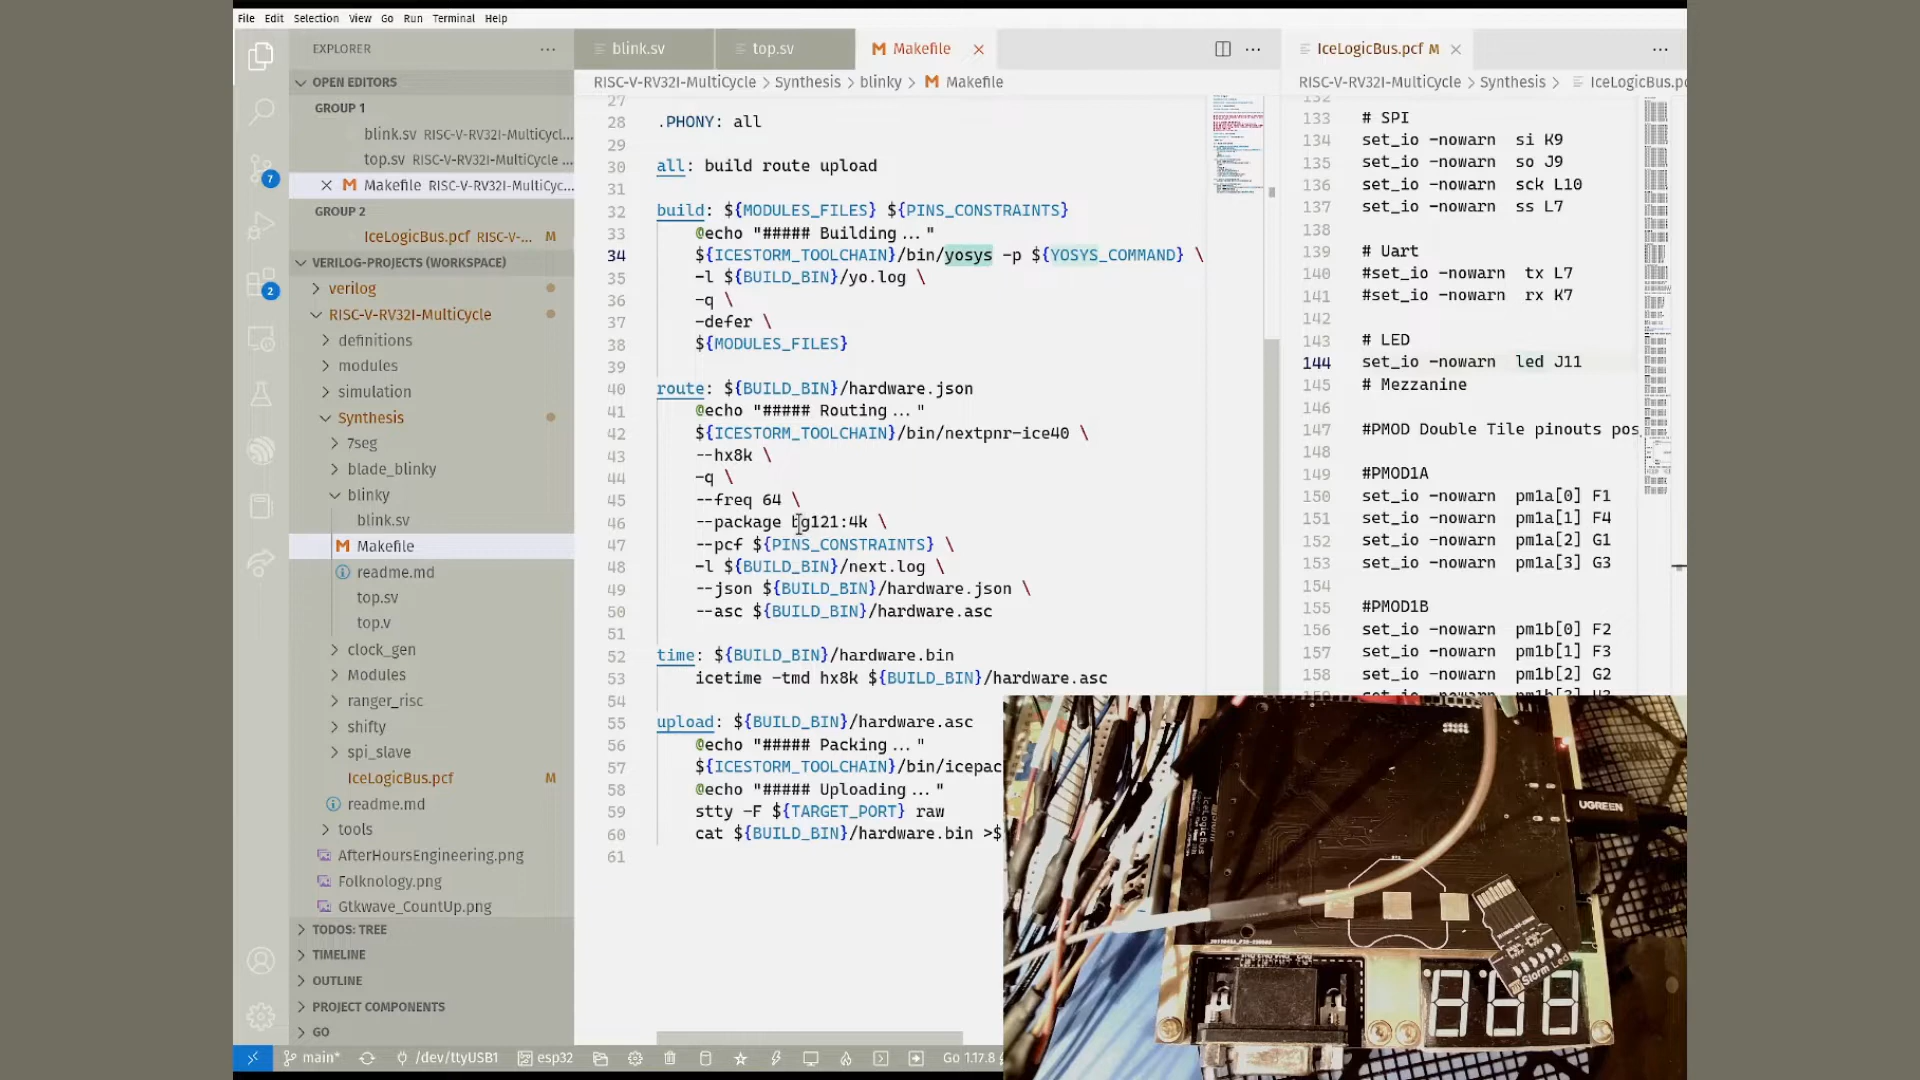 File Edit Selection View Go Run Terminal Help
EXPLORER
OPEN EDITORS
GROUP 1
blink.sv RISC-V-RV32I-MultiCycl...
top.sv RISC-V-RV32I-MultiCycle ...
Makefile RISC-V-RV32I-MultiCyc...
GROUP 2
IceLogicBus.pcf RISC-V-... M
VERILOG-PROJECTS (WORKSPACE)
verilog
RISC-V-RV32I-MultiCycle
definitions
modules
simulation
Synthesis
7seg
blade_blinky
blinky
blink.sv
Makefile
readme.md
top.sv
top.v
clock_gen
Modules
ranger_risc
shifty
spi_slave
IceLogicBus.pcf M
readme.md
tools
AfterHoursEngineering.png
Folknology.png
Gtkwave_CountUp.png
TODOS: TREE
TIMELINE
OUTLINE
PROJECT COMPONENTS
GO
7
2
blink.sv
top.sv
Makefile
RISC-V-RV32I-MultiCycle > Synthesis > blinky > Makefile
27
28 .PHONY: all
29
30 all: build route upload
31
32 build: ${MODULES_FILES} ${PINS_CONSTRAINTS}
33 @echo "##### Building..."
34 ${ICESTORM_TOOLCHAIN}/bin/yosys -p ${YOSYS_COMMAND} \
35 -l ${BUILD_BIN}/yo.log \
36 -q \
37 -defer \
38 ${MODULES_FILES}
39
40 route: ${BUILD_BIN}/hardware.json
41 @echo "##### Routing..."
42 ${ICESTORM_TOOLCHAIN}/bin/nextpnr-ice40 \
43 --hx8k \
44 -q \
45 --freq 64 \
46 --package bg121:4k \
47 --pcf ${PINS_CONSTRAINTS} \
48 -l ${BUILD_BIN}/next.log \
49 --json ${BUILD_BIN}/hardware.json \
50 --asc ${BUILD_BIN}/hardware.asc
51
52 time: ${BUILD_BIN}/hardware.bin
53 icetime -tmd hx8k ${BUILD_BIN}/hardware.asc
54
55 upload: ${BUILD_BIN}/hardware.asc
56 @echo "##### Packing..."
57 ${ICESTORM_TOOLCHAIN}/bin/icepac
58 @echo "##### Uploading..."
59 stty -F ${TARGET_PORT} raw
60 cat ${BUILD_BIN}/hardware.bin >$
61
IceLogicBus.pcf M
RISC-V-RV32I-MultiCycle > Synthesis > IceLogicBus.pc
132
133 # SPI
134 set_io -nowarn si K9
135 set_io -nowarn so J9
136 set_io -nowarn sck L10
137 set_io -nowarn ss L7
138
139 # Uart
140 #set_io -nowarn tx L7
141 #set_io -nowarn rx K7
142
143 # LED
144 set_io -nowarn led J11
145 # Mezzanine
146
147 #PMOD Double Tile pinouts pos
148
149 #PMOD1A
150 set_io -nowarn pm1a[0] F1
151 set_io -nowarn pm1a[1] F4
152 set_io -nowarn pm1a[2] G1
153 set_io -nowarn pm1a[3] G3
154
155 #PMOD1B
156 set_io -nowarn pm1b[0] F2
157 set_io -nowarn pm1b[1] F3
158 set_io -nowarn pm1b[2] G2
159 set_io -nowarn pm1b[3] H3
UGREEN
IceLogicBus
Storm Led
main* /dev/ttyUSB1 esp32 Go 1.17.8